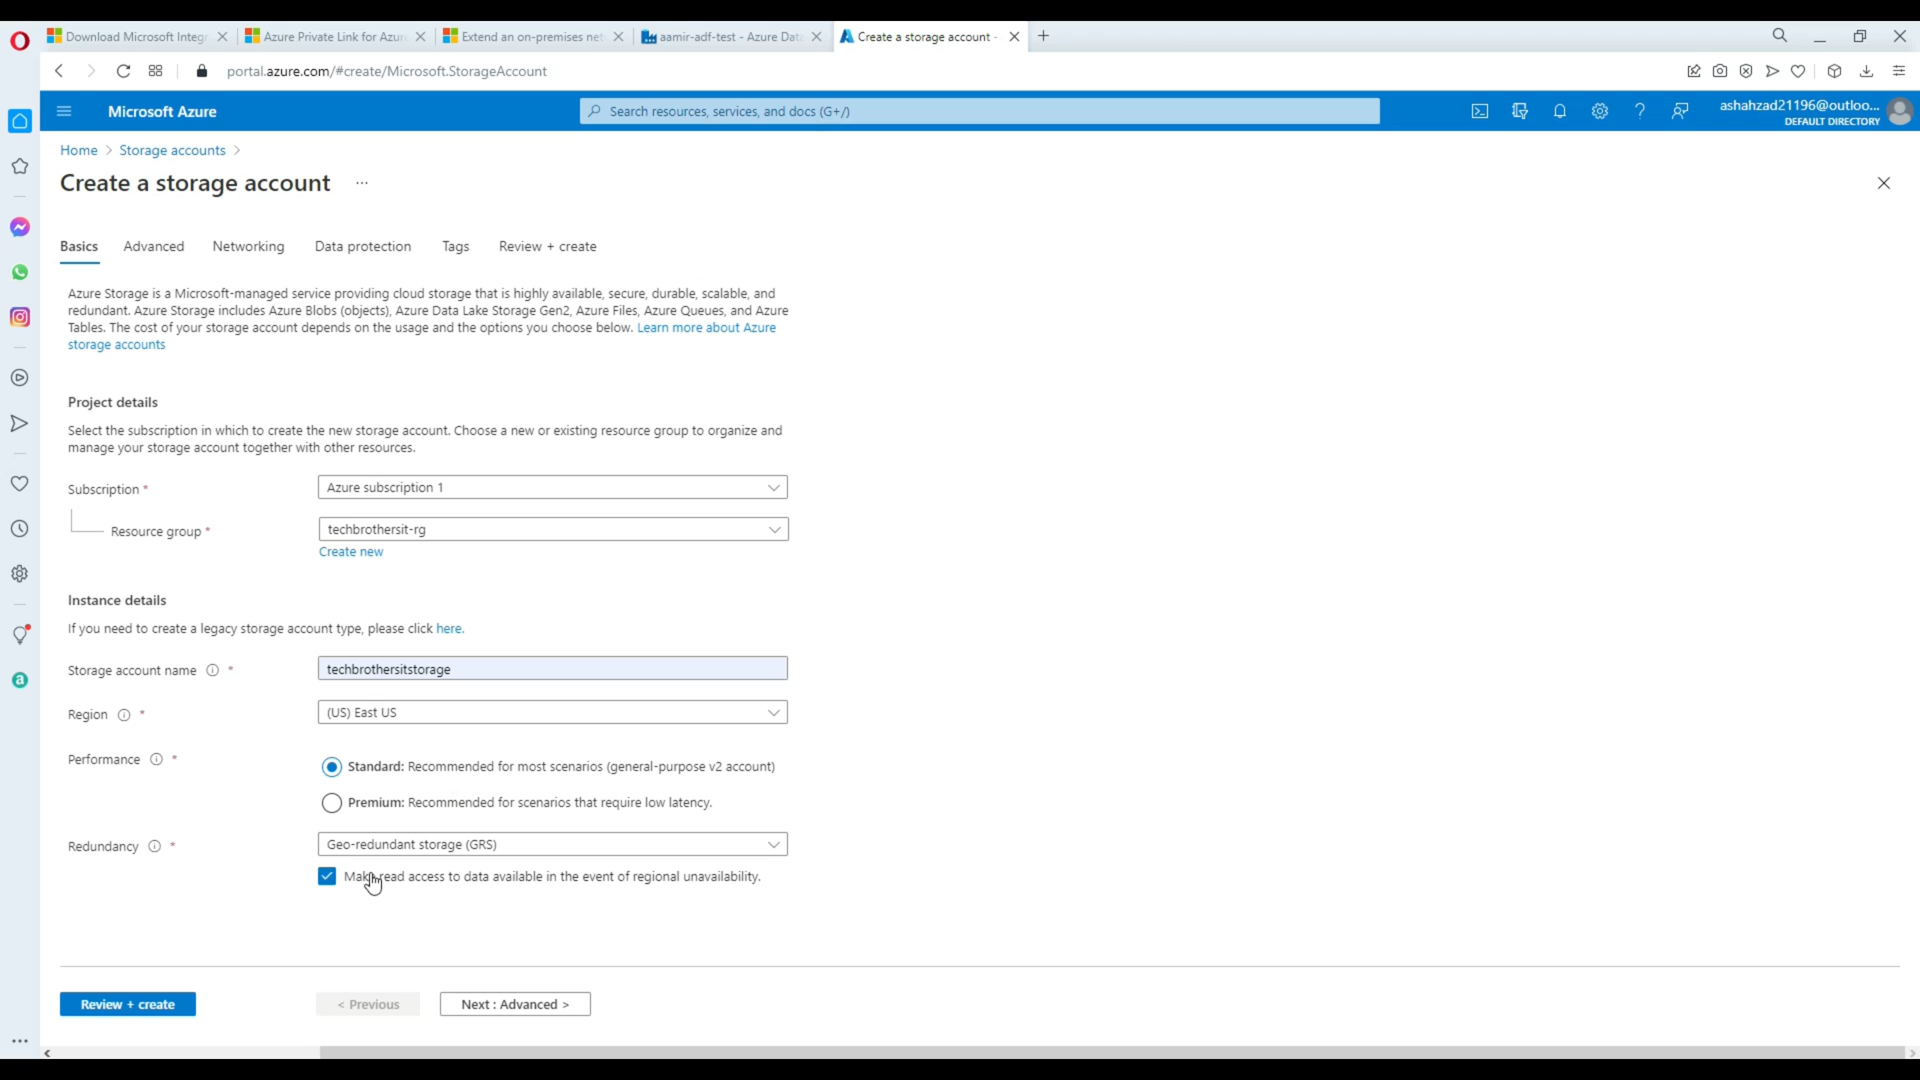 Download Microsoft Integr
Azure Private Link for Azur
Extend an on-premises net
aamir-adf-test - Azure Data
Create a storage account -
portal.azure.com/#create/Microsoft.StorageAccount
Microsoft Azure
Search resources, services, and docs (G+/)
ashahzad21196@outloo...
DEFAULT DIRECTORY
Home > Storage accounts >
Create a storage account ...
Basics
Advanced
Networking
Data protection
Tags
Review + create
Azure Storage is a Microsoft-managed service providing cloud storage that is highly available, secure, durable, scalable, and
redundant. Azure Storage includes Azure Blobs (objects), Azure Data Lake Storage Gen2, Azure Files, Azure Queues, and Azure
Tables. The cost of your storage account depends on the usage and the options you choose below. Learn more about Azure
storage accounts
Project details
Select the subscription in which to create the new storage account. Choose a new or existing resource group to organize and
manage your storage account together with other resources.
Subscription *
Azure subscription 1
Resource group *
techbrothersit-rg
Create new
Instance details
If you need to create a legacy storage account type, please click here.
Storage account name *
techbrothersitstorage
Region *
(US) East US
Performance *
Standard: Recommended for most scenarios (general-purpose v2 account)
Premium: Recommended for scenarios that require low latency.
Redundancy *
Geo-redundant storage (GRS)
Make read access to data available in the event of regional unavailability.
Review + create
< Previous
Next : Advanced >